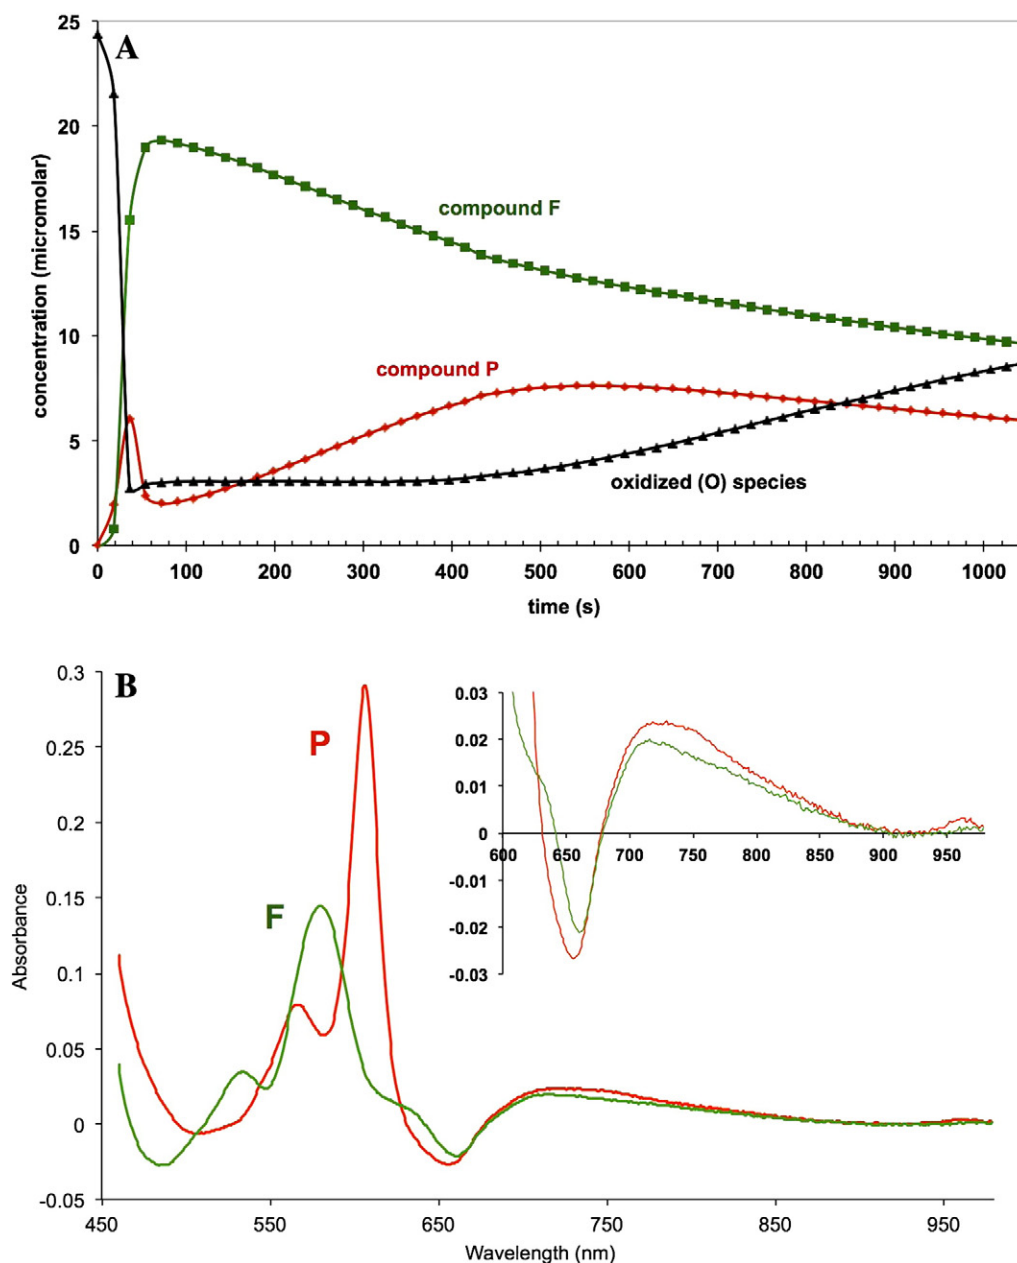 A
25
20
15
10
5
0
concentration (micromolar)
compound F
compound P
oxidized (O) species
0 100 200 300 400 500 600 700 800 900 1000
time (s)
B
0.3
0.25
0.2
0.15
0.1
0.05
0
-0.05
Absorbance
P
F
0.03
0.02
0.01
0
-0.01
-0.02
-0.03
600 650 700 750 800 850 900 950
450 550 650 750 850 950
Wavelength (nm)